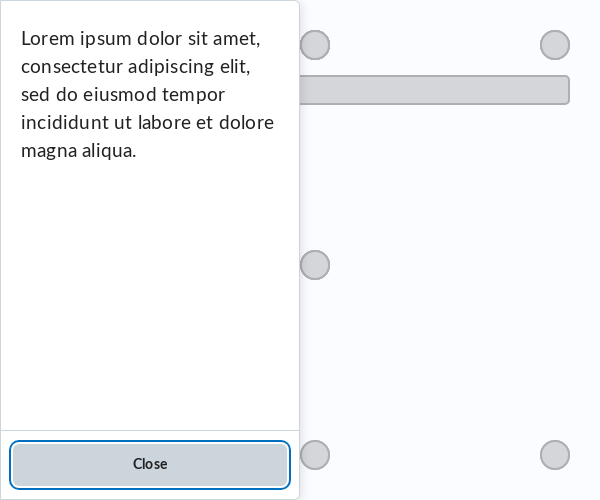 Lorem ipsum dolor sit amet,
consectetur adipiscing elit,
sed do eiusmod tempor
incididunt ut labore et dolore
magna aliqua.
Close